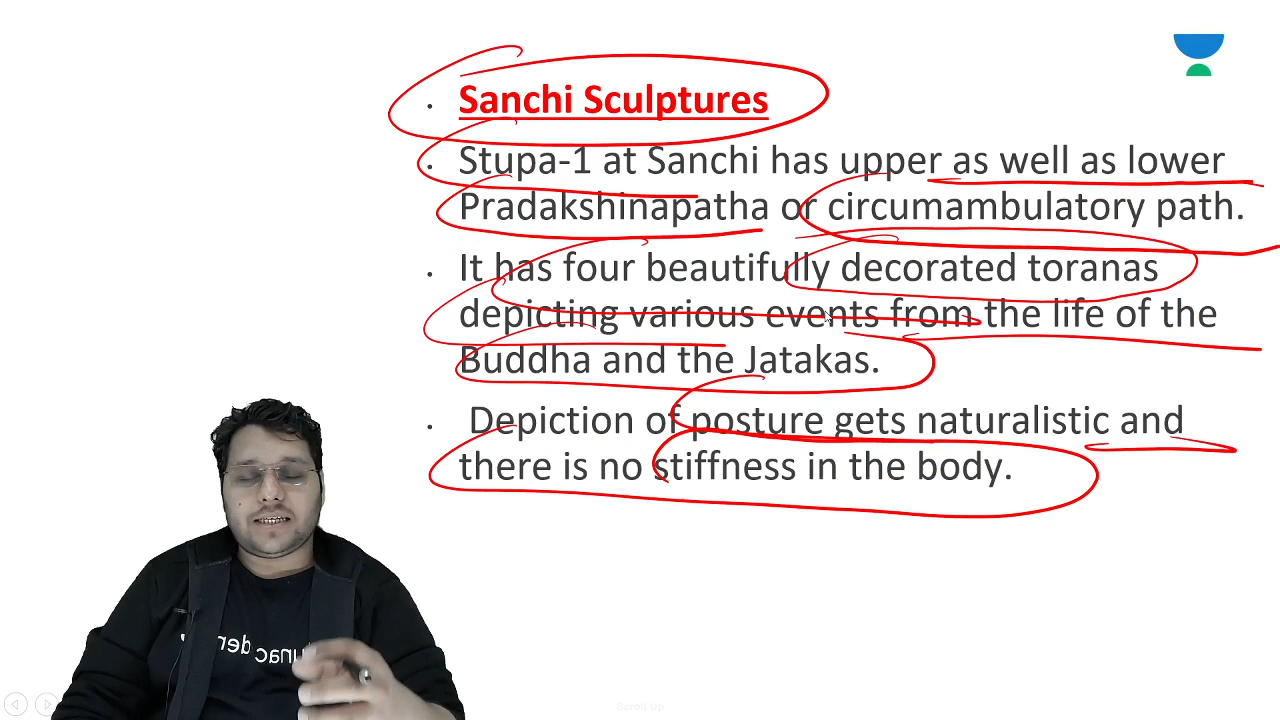 Sanchi Sculptures
Stupa-1 at Sanchi has upper as well as lower
Pradakshinapatha or circumambulatory path.
It has four beautifully decorated toranas
depicting various events from the life of the
Buddha and the Jatakas.
Depiction of posture gets naturalistic and
there is no stiffness in the body.
Scroll Up